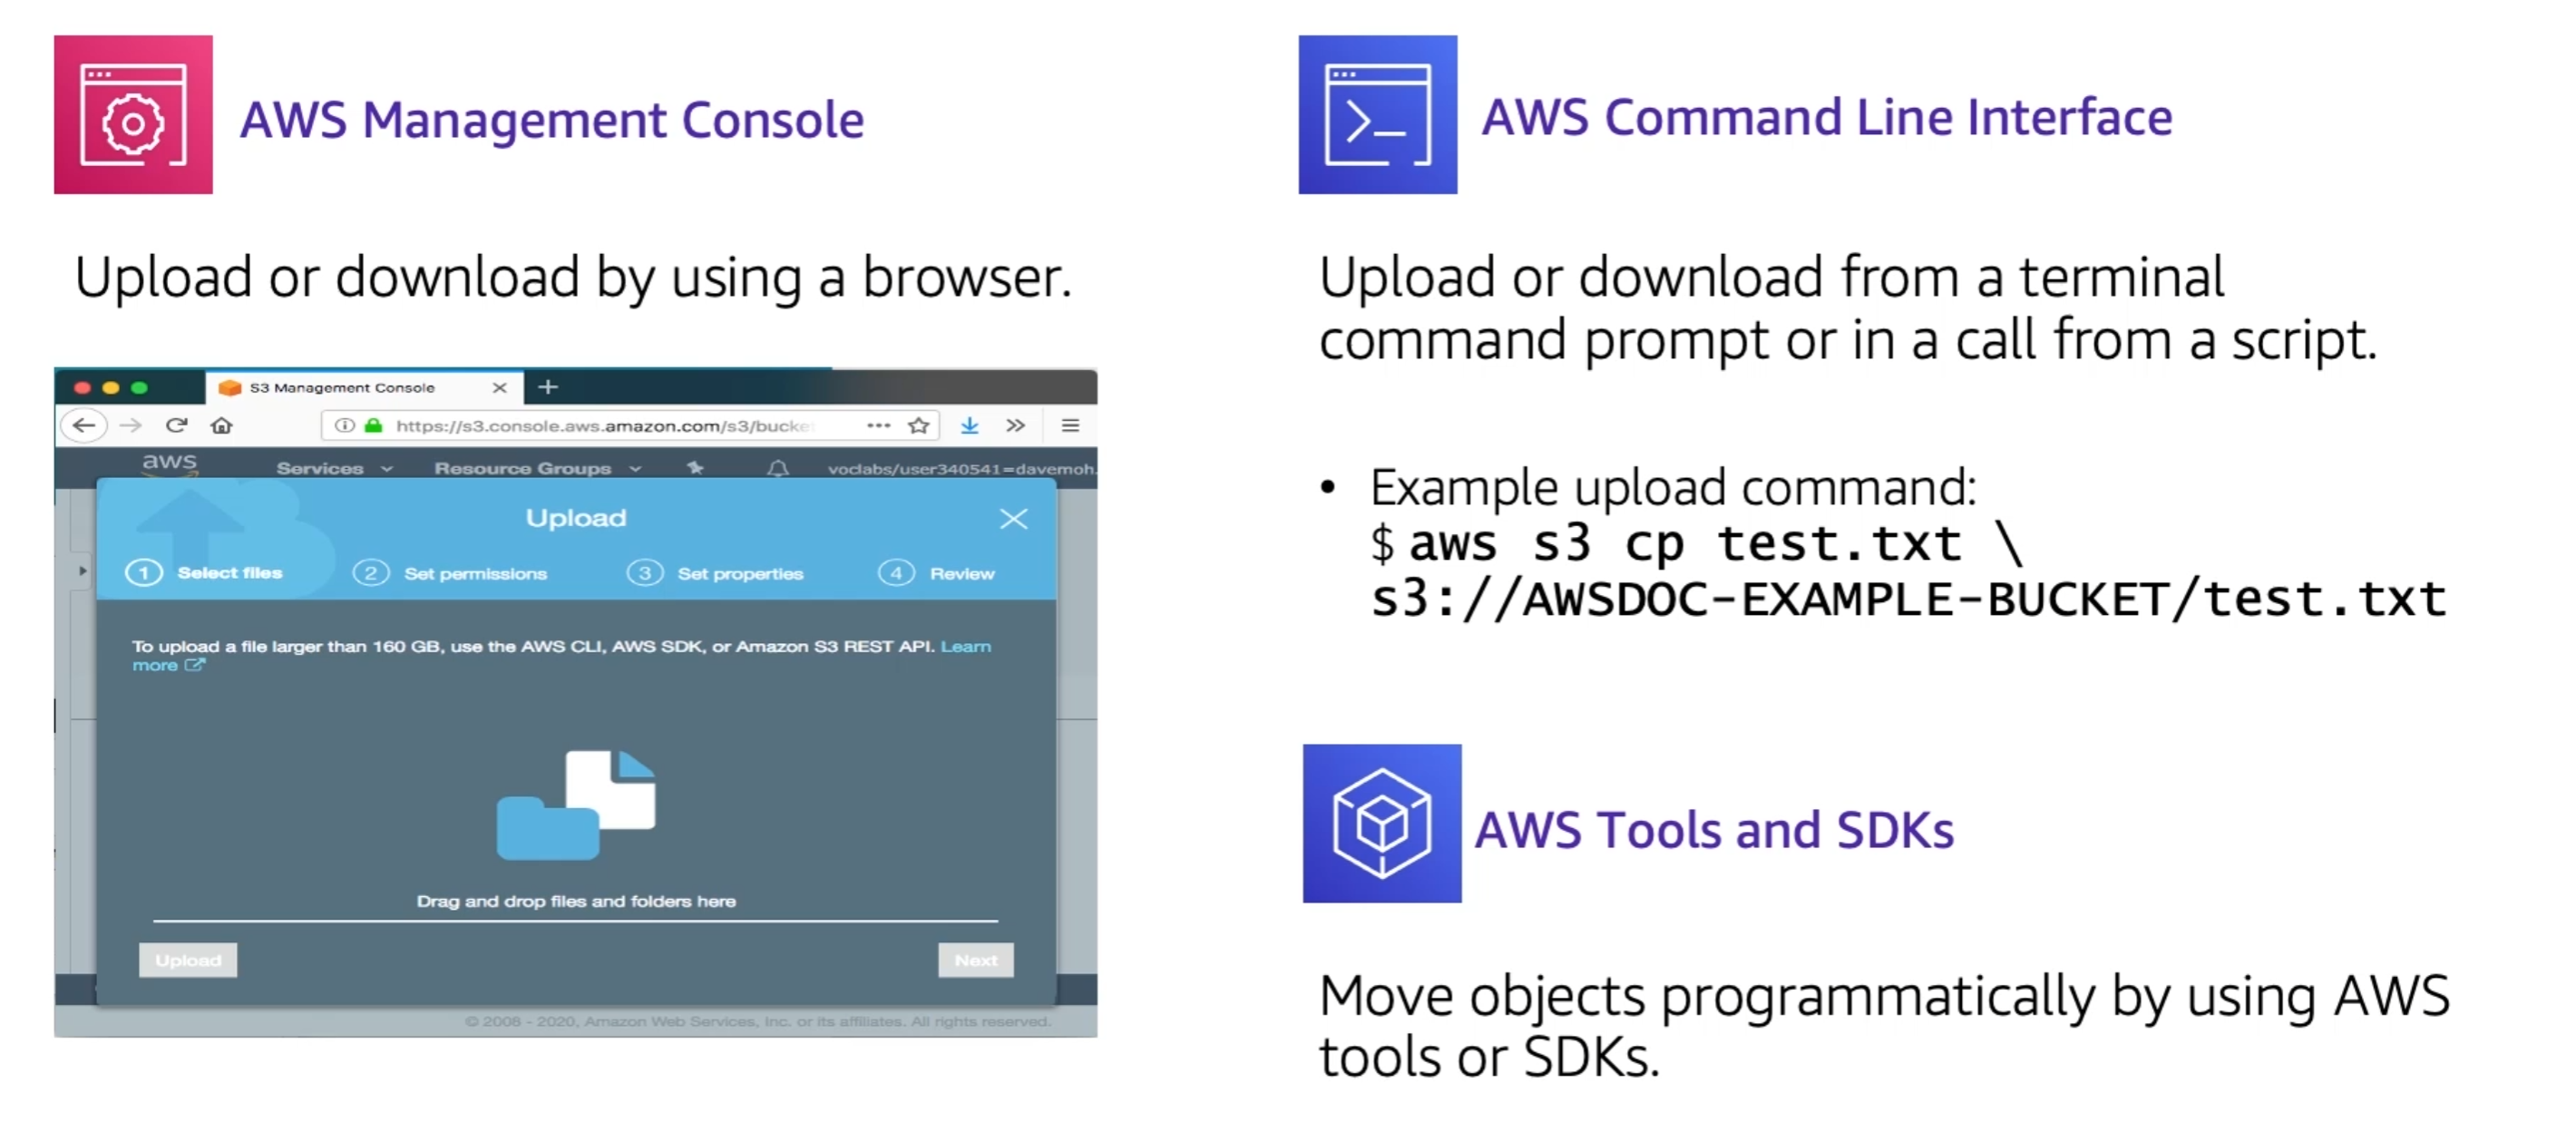 AWS Management Console
Upload or download by using a browser.
S3 Management Console
https://s3.console.aws.amazon.com/s3/bucke
aws Services Resource Groups voclabs/user340541=davemoh.
Upload
1 Select files 2 Set permissions 3 Set properties 4 Review
To upload a file larger than 160 GB, use the AWS CLI, AWS SDK, or Amazon S3 REST API. Learn
more
Drag and drop files and folders here
Upload Next
© 2008 - 2020, Amazon Web Services, Inc. or its affiliates. All rights reserved.
AWS Command Line Interface
Upload or download from a terminal
command prompt or in a call from a script.
• Example upload command:
$ aws s3 cp test.txt \
s3://AWSDOC-EXAMPLE-BUCKET/test.txt
AWS Tools and SDKs
Move objects programmatically by using AWS
tools or SDKs.